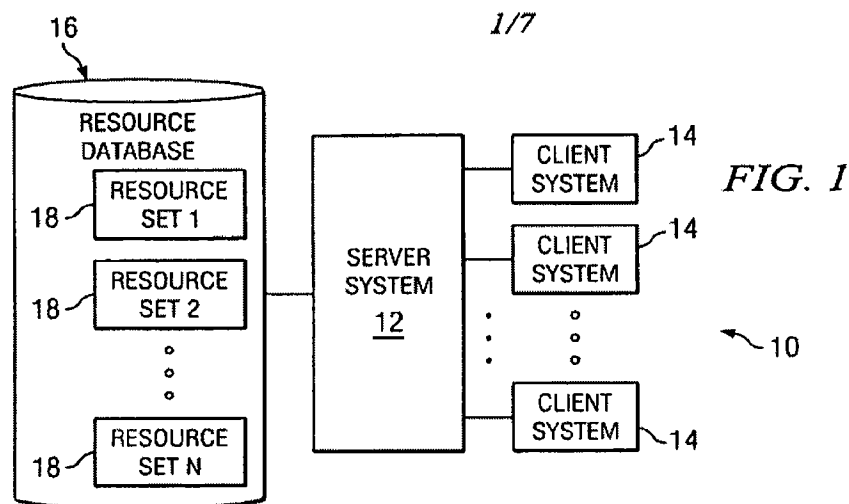 1/7
16
RESOURCE
DATABASE
18
RESOURCE
SET 1
18
RESOURCE
SET 2
18
RESOURCE
SET N
SERVER
SYSTEM
12
CLIENT
SYSTEM
14
CLIENT
SYSTEM
14
CLIENT
SYSTEM
14
FIG. 1
10